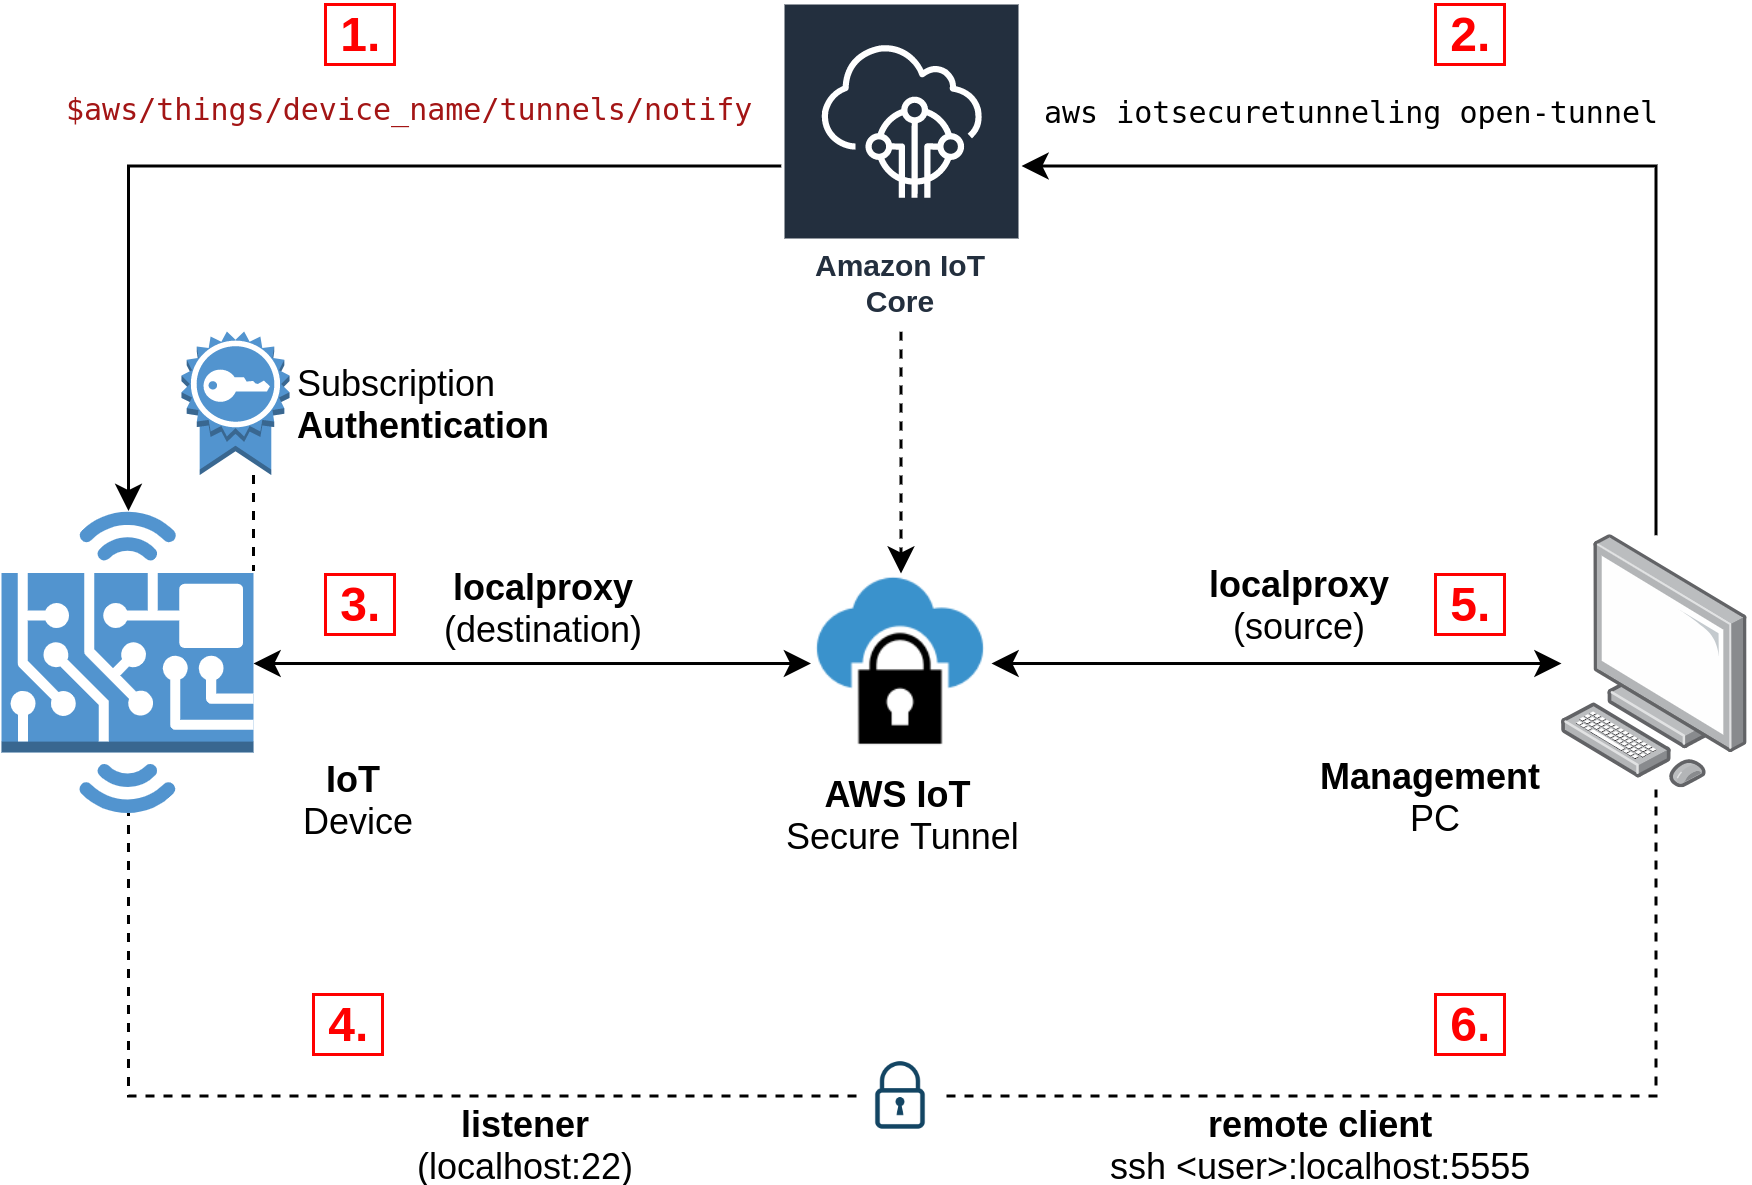 1.
2.
$aws/things/device_name/tunnels/notify
aws iotsecuretunneling open-tunnel
Amazon IoT
Core
Subscription
Authentication
3.
localproxy
(destination)
localproxy
(source)
5.
IoT
Device
AWS IoT
Secure Tunnel
Management
PC
4.
6.
listener
(localhost:22)
remote client
ssh <user>:localhost:5555